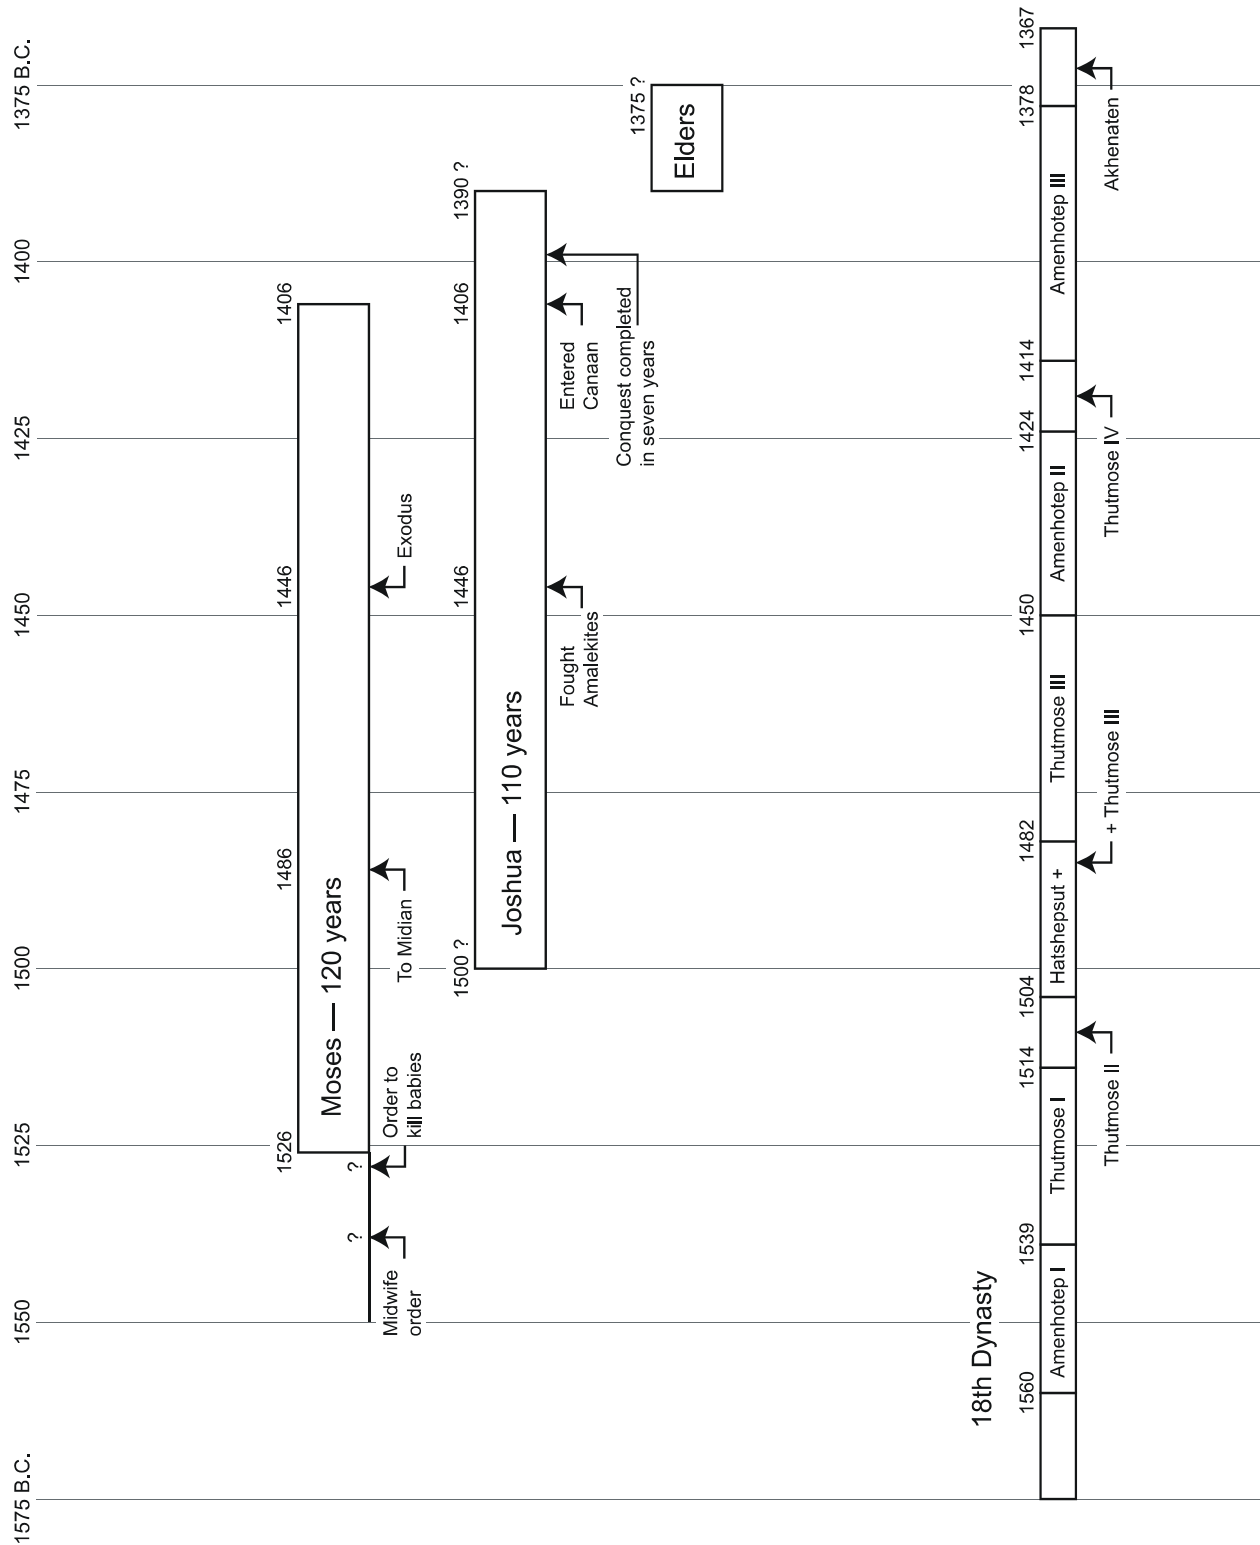 1575 B.C.
1550
1525
1500
1475
1450
1425
1400
1375 B.C.
1526
1486
1446
1406
Moses — 120 years
?
?
Midwife
order
Order to
kill babies
To Midian
Exodus
1500 ?
1446
1406
1390 ?
Joshua — 110 years
Fought
Amalekites
Entered
Canaan
Conquest completed
in seven years
1375 ?
Elders
18th Dynasty
1560
1539
1514
1504
1482
1450
1424
1414
1378
1367
Amenhotep I
Thutmose I
Hatshepsut +
Thutmose III
Amenhotep II
Amenhotep III
Thutmose II
+ Thutmose III
Thutmose IV
Akhenaten